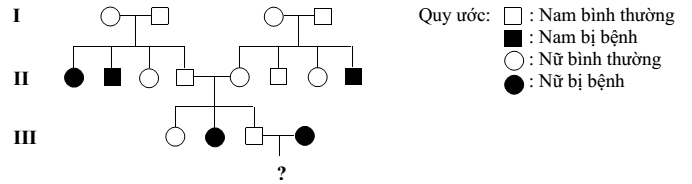 I
Quy ước: : Nam bình thường
: Nam bị bệnh
: Nữ bình thường
: Nữ bị bệnh
II
III
?